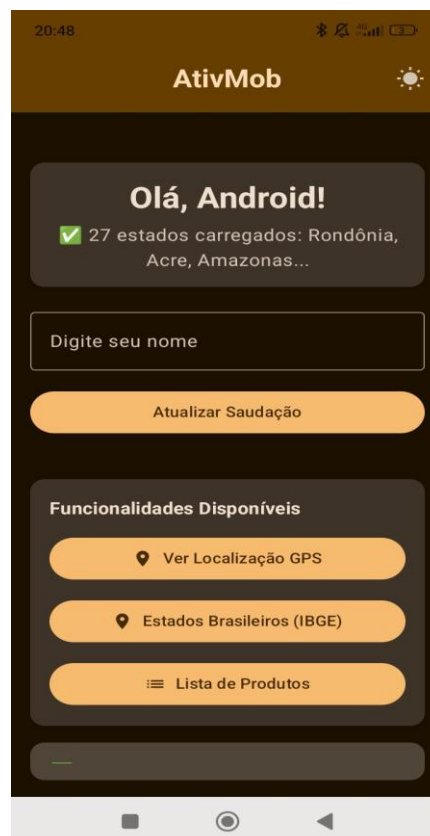 20:48
AtivMob
Olá, Android!
✅ 27 estados carregados: Rondônia,
Acre, Amazonas...
Digite seu nome
Atualizar Saudação
Funcionalidades Disponíveis
Ver Localização GPS
Estados Brasileiros (IBGE)
Lista de Produtos